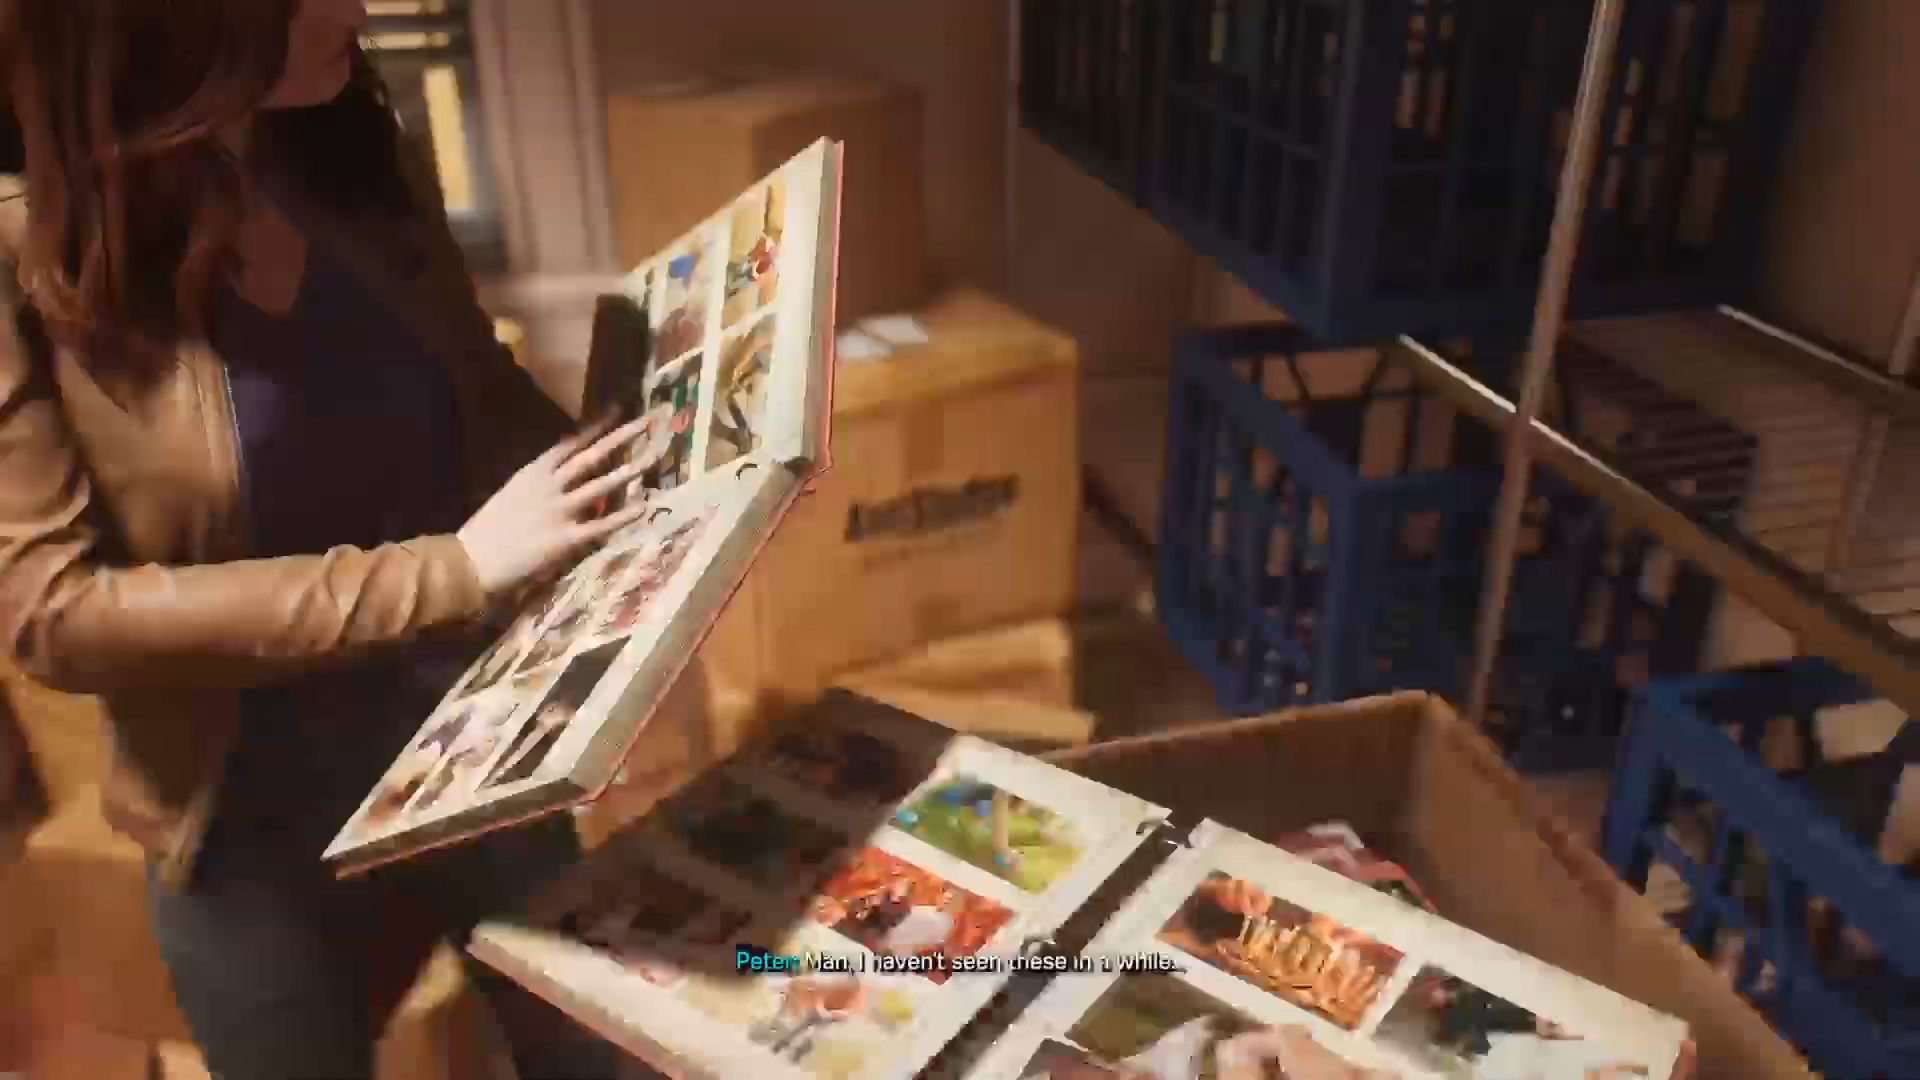 Peter: Man, I haven't seen these in a while...